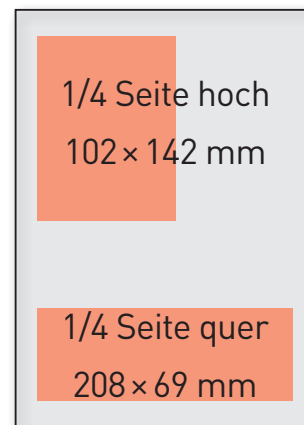 1/4 Seite hoch
102 × 142 mm
1/4 Seite quer
208 × 69 mm